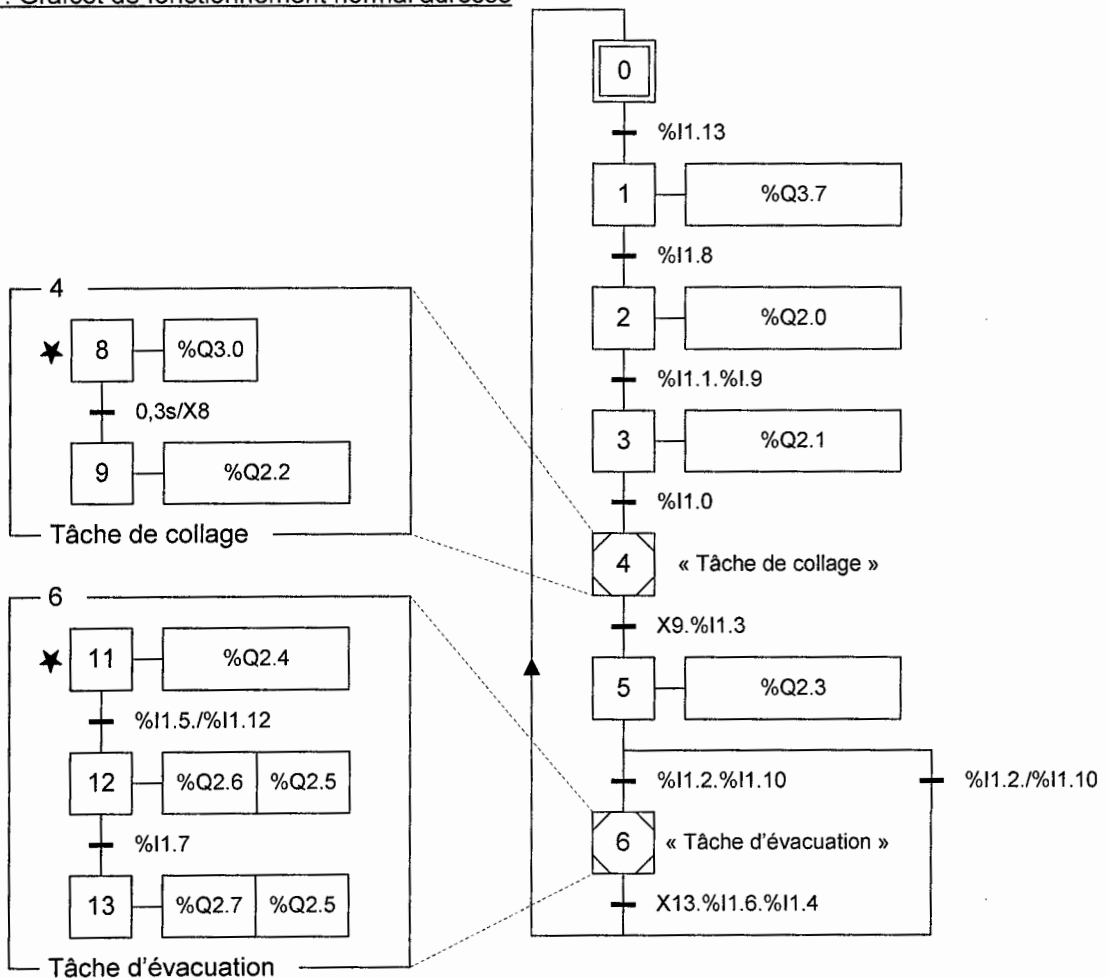 : Grafcet de fonctionnement normal adressé
0
%I1.13
1
%Q3.7
%I1.8
2
%Q2.0
%I1.1.%I.9
3
%Q2.1
%I1.0
4
« Tâche de collage »
X9.%I1.3
5
%Q2.3
%I1.2.%I1.10
%I1.2./%I1.10
6
« Tâche d'évacuation »
X13.%I1.6.%I1.4
4
8
%Q3.0
0,3s/X8
9
%Q2.2
Tâche de collage
6
11
%Q2.4
%I1.5./%I1.12
12
%Q2.6 %Q2.5
%I1.7
13
%Q2.7 %Q2.5
Tâche d'évacuation